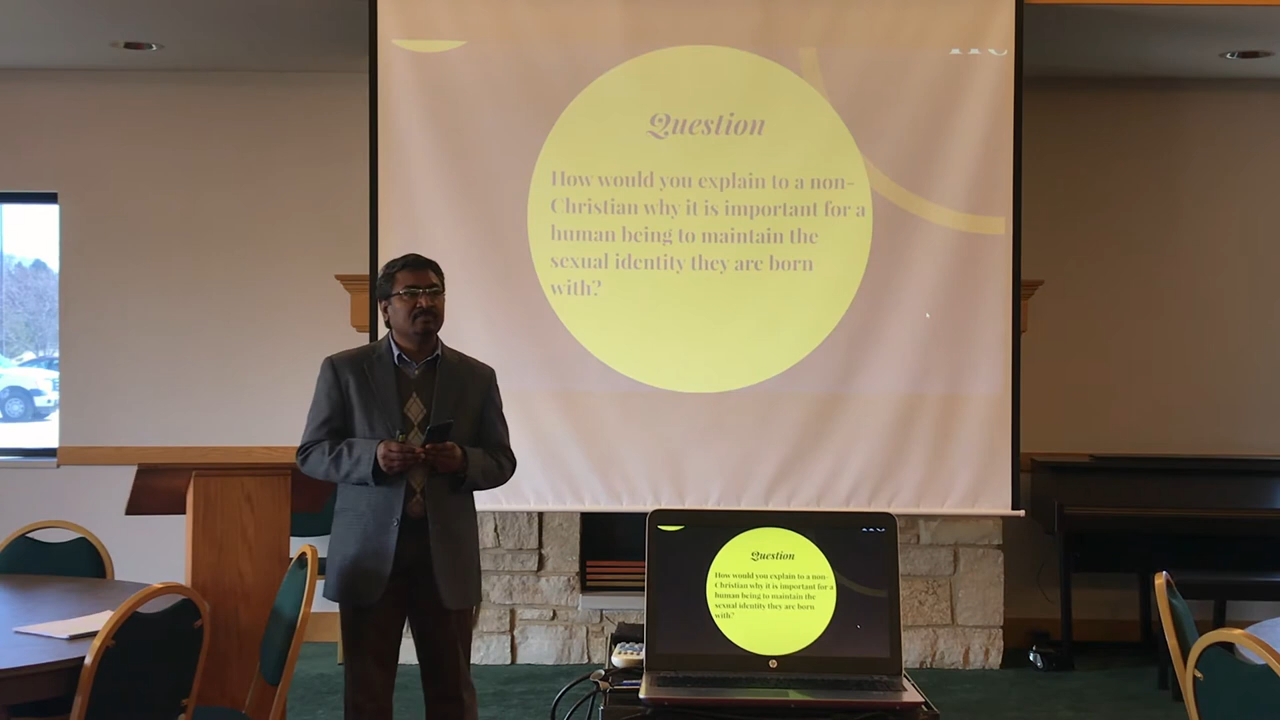 Question
How would you explain to a non-
Christian why it is important for a
human being to maintain the
sexual identity they are born
with?
Question
How would you explain to a non-
Christian why it is important for a
human being to maintain the
sexual identity they are born
with?
hp